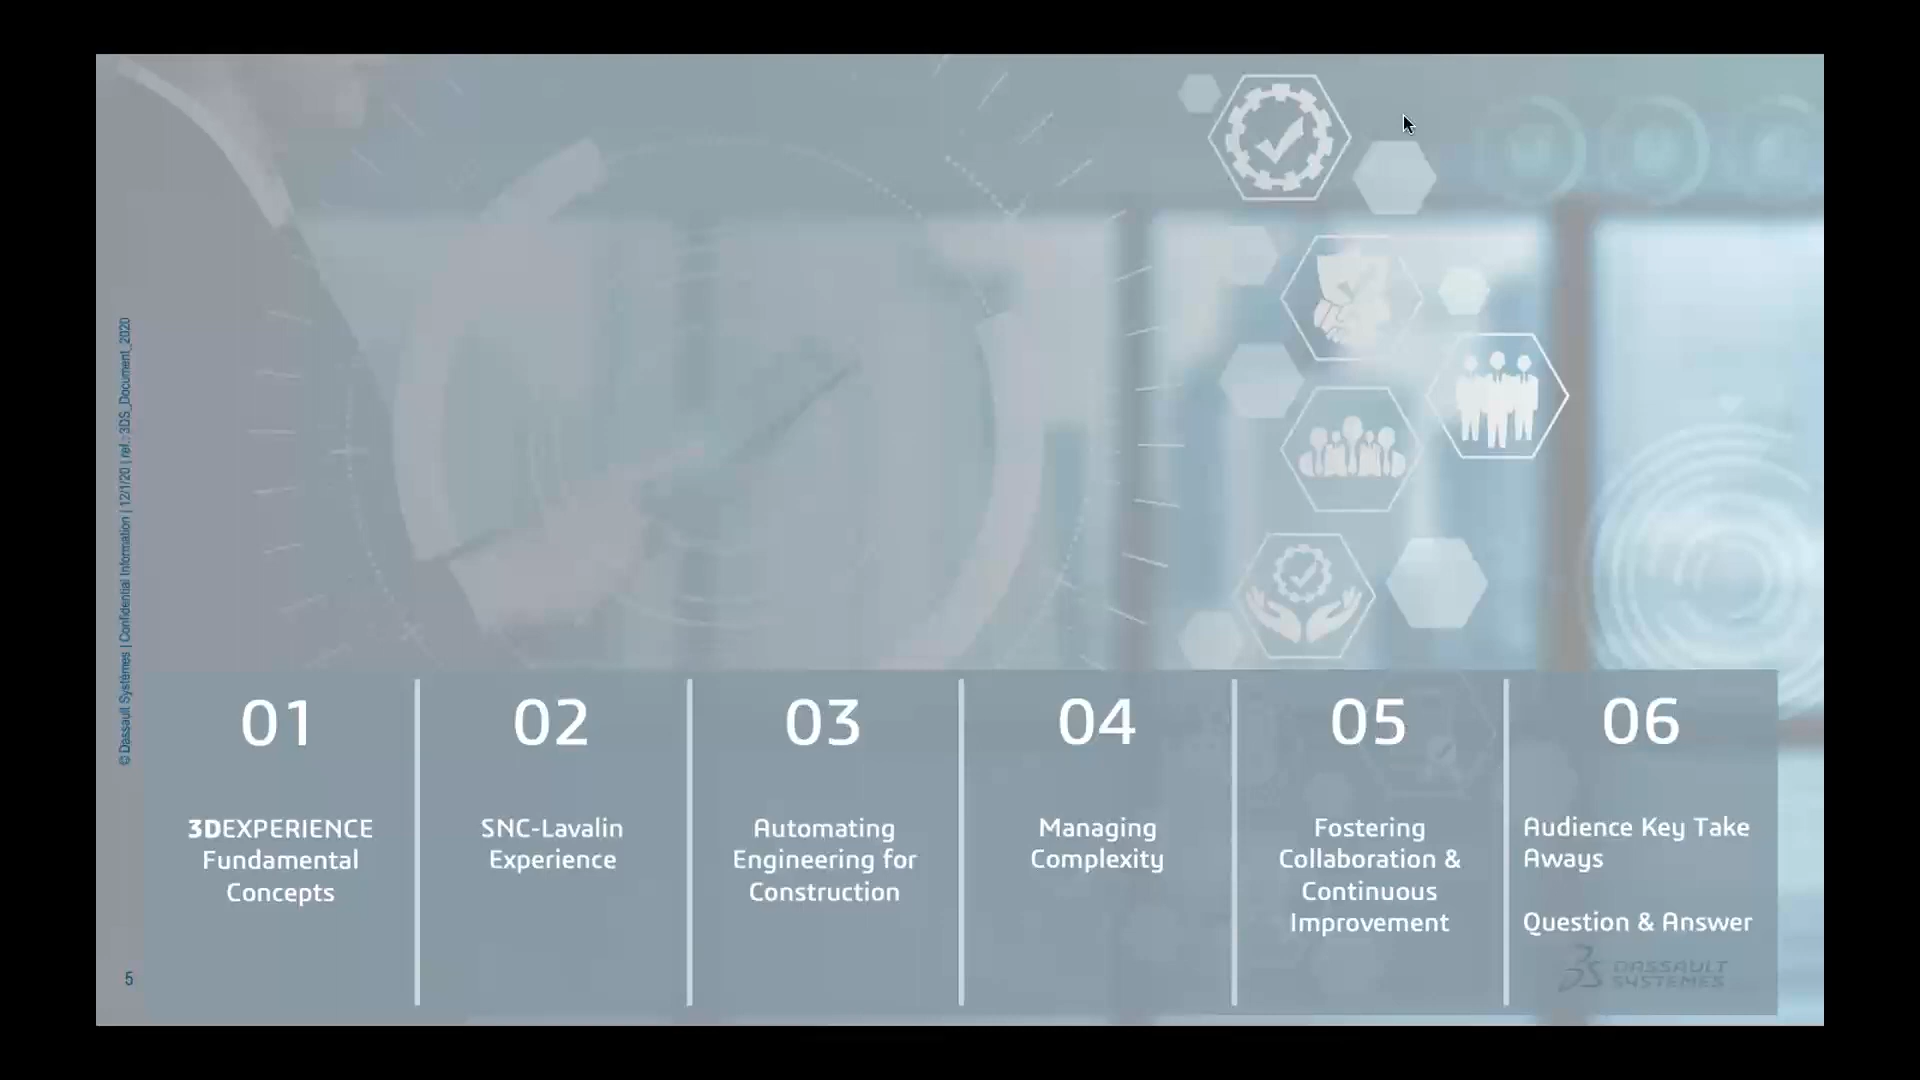 © Dassault Systèmes | Confidential Information | 12/1/20 | ref.: 3DS_Document_2020
01
3DEXPERIENCE
Fundamental
Concepts
02
SNC-Lavalin
Experience
03
Automating
Engineering for
Construction
04
Managing
Complexity
05
Fostering
Collaboration &
Continuous
Improvement
06
Audience Key Take
Aways
Question & Answer
5
3S DASSAULT
SYSTEMES